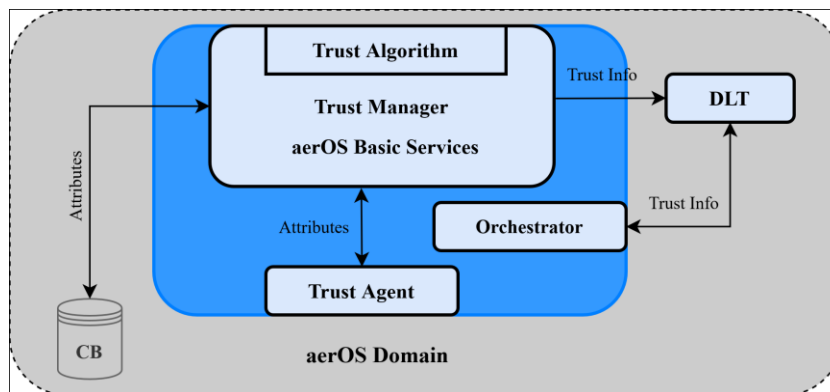 Trust Algorithm
Trust Manager
aerOS Basic Services
Trust Info
DLT
Attributes
Attributes
Orchestrator
Trust Info
Trust Agent
CB
aerOS Domain